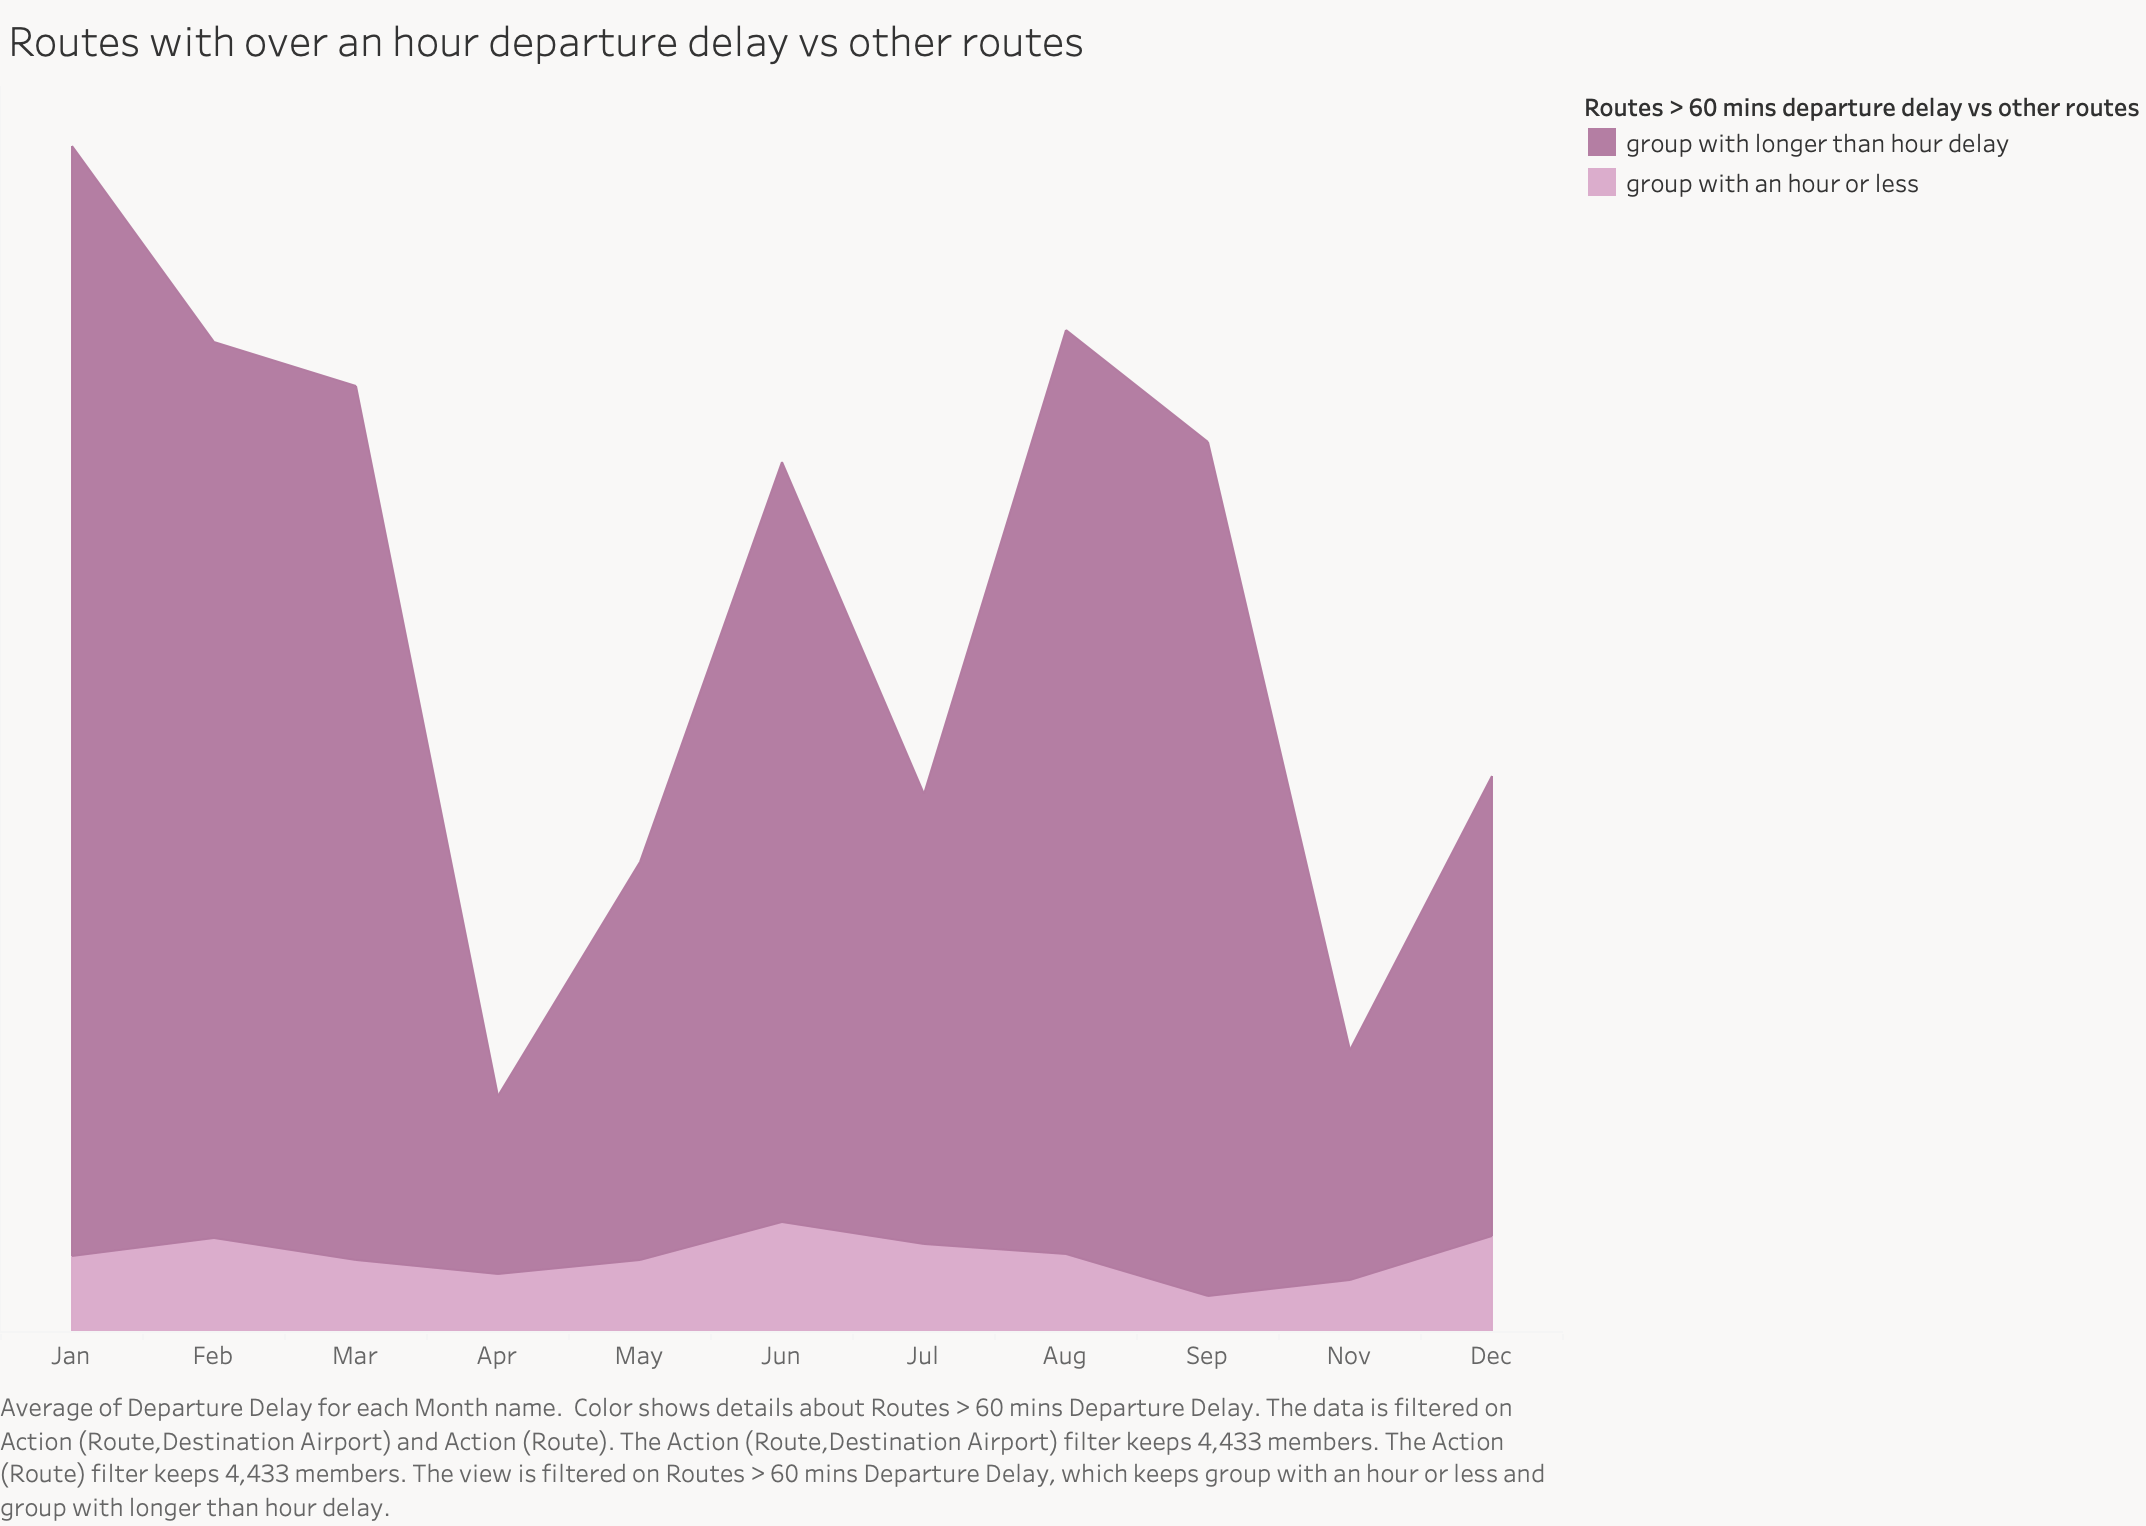 Routes with over an hour departure delay vs other routes
Routes > 60 mins departure delay vs other routes
group with longer than hour delay
group with an hour or less
Jan Feb Mar Apr May Jun Jul Aug Sep Nov Dec
Average of Departure Delay for each Month name.  Color shows details about Routes > 60 mins Departure Delay. The data is filtered on
Action (Route,Destination Airport) and Action (Route). The Action (Route,Destination Airport) filter keeps 4,433 members. The Action
(Route) filter keeps 4,433 members. The view is filtered on Routes > 60 mins Departure Delay, which keeps group with an hour or less and
group with longer than hour delay.